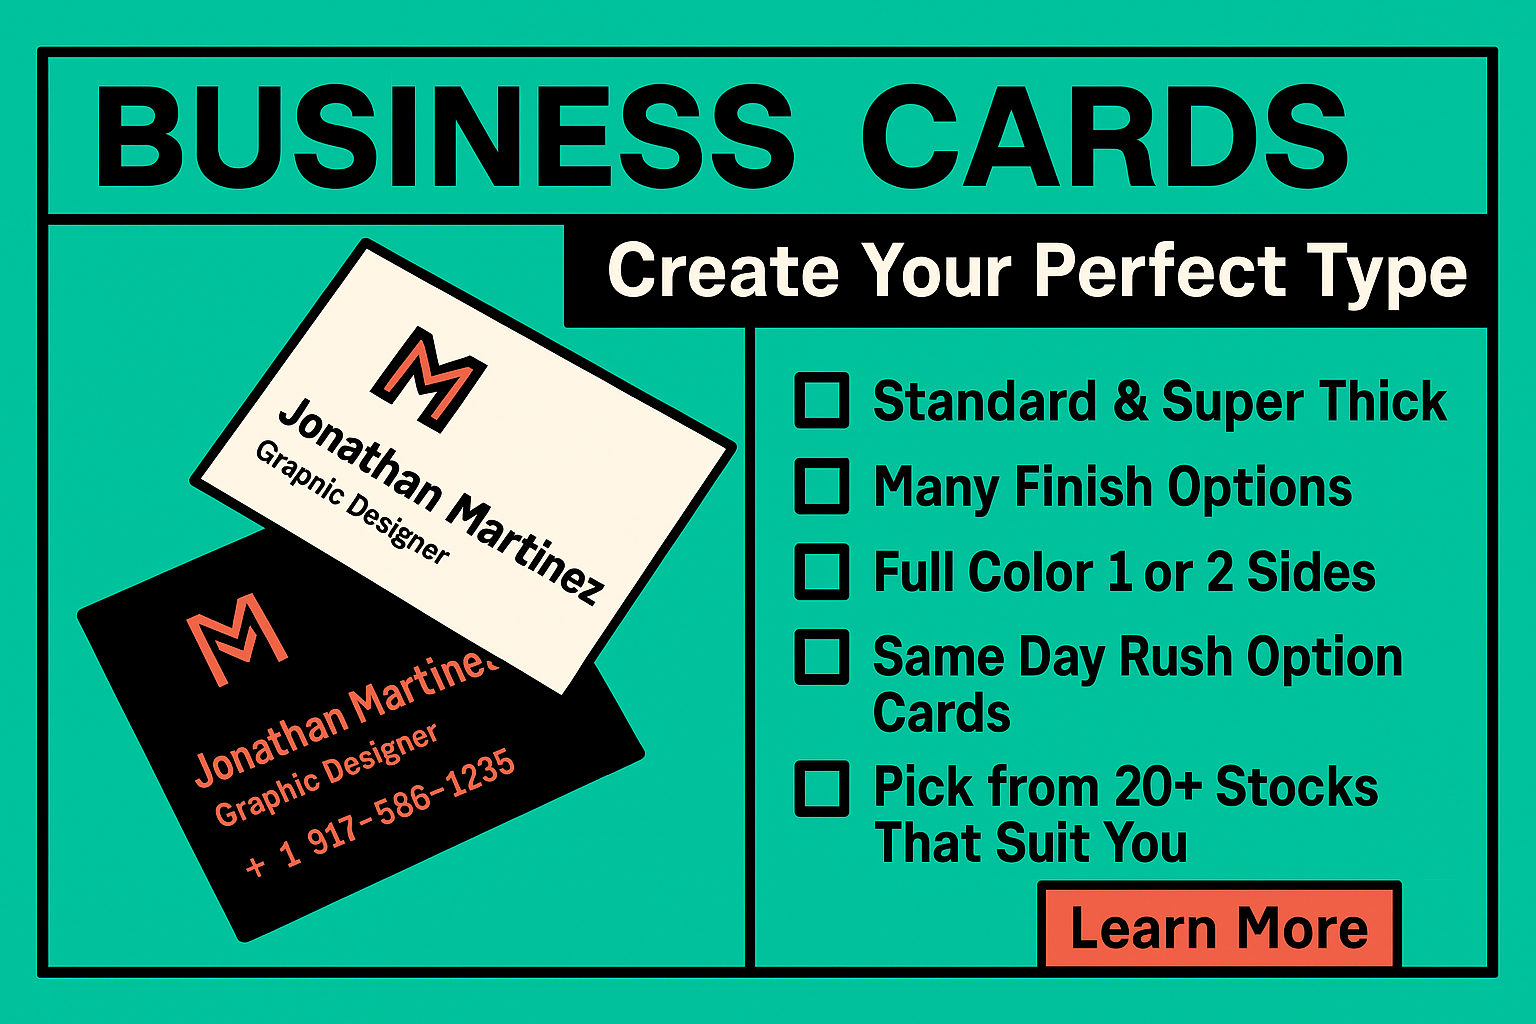 BUSINESS CARDS
Create Your Perfect Type
M
Jonathan Martinez
Grapnic Designer
M
Jonathan Martinez
Graphic Designer
+ 1 917-586-1235
Standard & Super Thick
Many Finish Options
Full Color 1 or 2 Sides
Same Day Rush Option
Cards
Pick from 20+ Stocks
That Suit You
Learn More